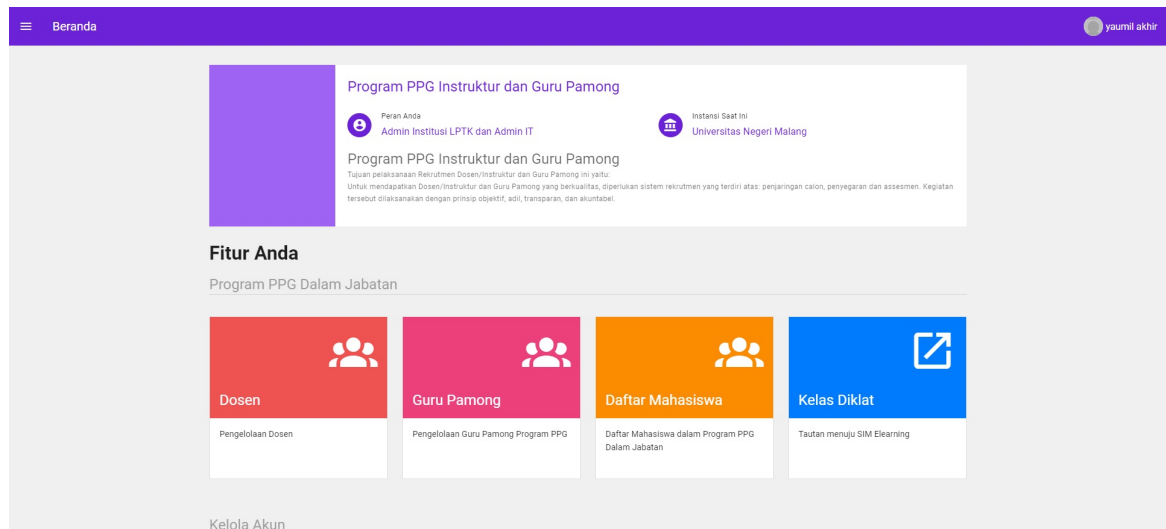 Beranda
yaumil akhir
Program PPG Instruktur dan Guru Pamong
Peran Anda
Admin Institusi LPTK dan Admin IT
Instansi Saat Ini
Universitas Negeri Malang
Program PPG Instruktur dan Guru Pamong
Tujuan pelaksanaan Rekrutmen Dosen/Instruktur dan Guru Pamong ini yaitu:
Untuk mendapatkan Dosen/Instruktur dan Guru Pamong yang berkualitas, diperlukan sistem rekrutmen yang terdiri atas: penjaringan calon, penyegaran dan assesmen. Kegiatan
tersebut dilaksanakan dengan prinsip objektif, adil, transparan, dan akuntabel.
Fitur Anda
Program PPG Dalam Jabatan
Dosen
Pengelolaan Dosen
Guru Pamong
Pengelolaan Guru Pamong Program PPG
Daftar Mahasiswa
Daftar Mahasiswa dalam Program PPG
Dalam Jabatan
Kelas Diklat
Tautan menuju SIM Elearning
Kelola Akun